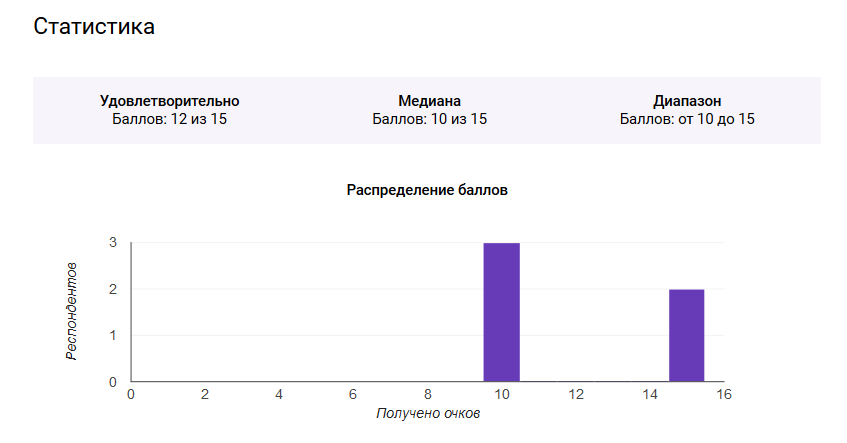 Статистика
Удовлетворительно
Баллов: 12 из 15
Медиана
Баллов: 10 из 15
Диапазон
Баллов: от 10 до 15
Распределение баллов
Респондентов
3
2
1
0
0 2 4 6 8 10 12 14 16
Получено очков